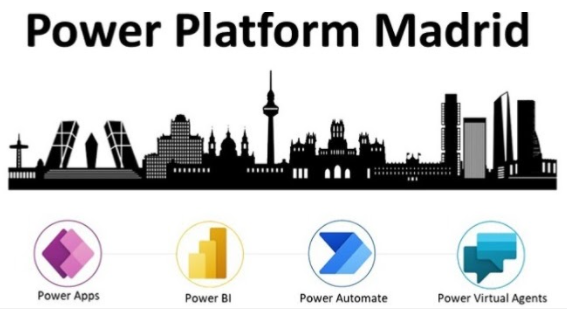 Power Platform Madrid
Power Apps
Power BI
Power Automate
Power Virtual Agents